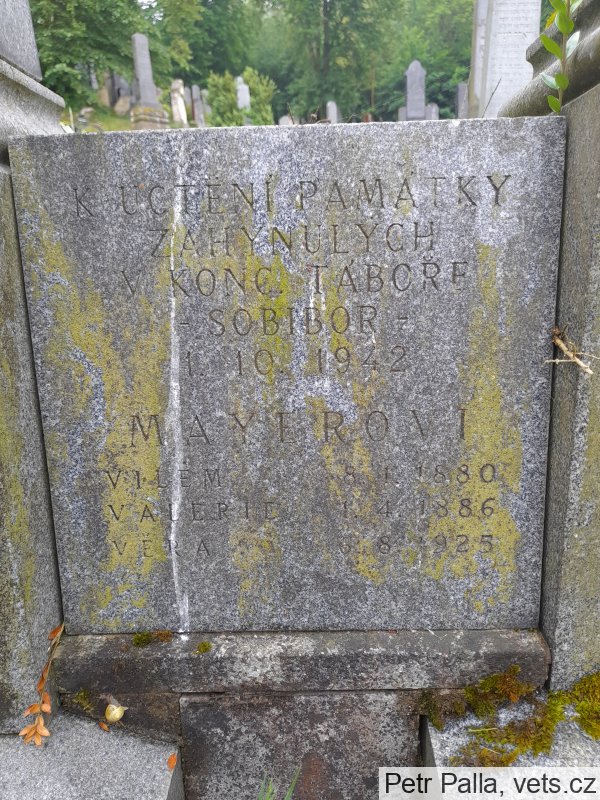 K UCTĚNÍ PAMÁTKY
ZAHYNULÝCH
V KONC. TÁBOŘE
- SOBIBOR -
1. 10. 1942
MAYEROVI
VILÉM 8. 1. 1880
VALERIE 1. 4. 1886
VĚRA 6. 8. 1925
Petr Palla, vets.cz